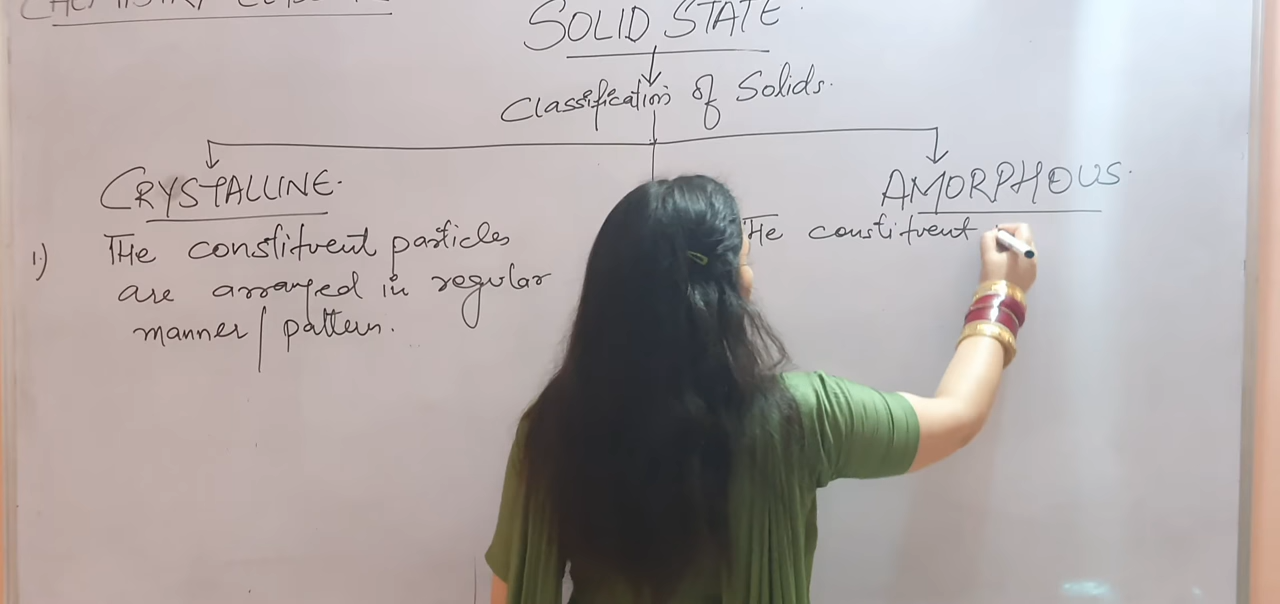 SOLID STATE
Classification of Solids.
CRYSTALLINE.
AMORPHOUS.
1) THe constituent particles
are arranged in regular
manner/pattern.
THe constituent